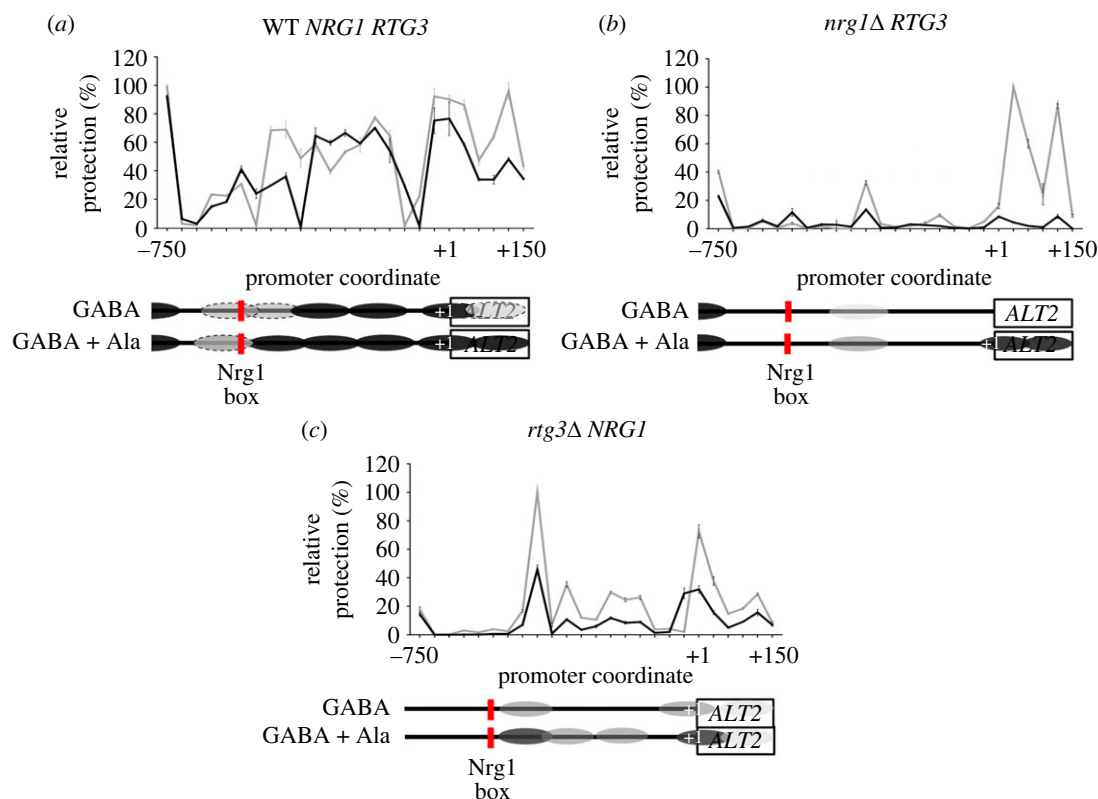 (a) WT NRG1 RTG3
relative protection (%)
120
100
80
60
40
20
0
–750 +1 +150
promoter coordinate
GABA +1 ALT2
GABA + Ala +1 ALT2
Nrg1
box
(b) nrg1Δ RTG3
relative protection (%)
120
100
80
60
40
20
0
–750 +1 +150
promoter coordinate
GABA ALT2
GABA + Ala +1 ALT2
Nrg1
box
(c) rtg3Δ NRG1
relative protection (%)
120
100
80
60
40
20
0
–750 +1 +150
promoter coordinate
GABA +1 ALT2
GABA + Ala +1 ALT2
Nrg1
box